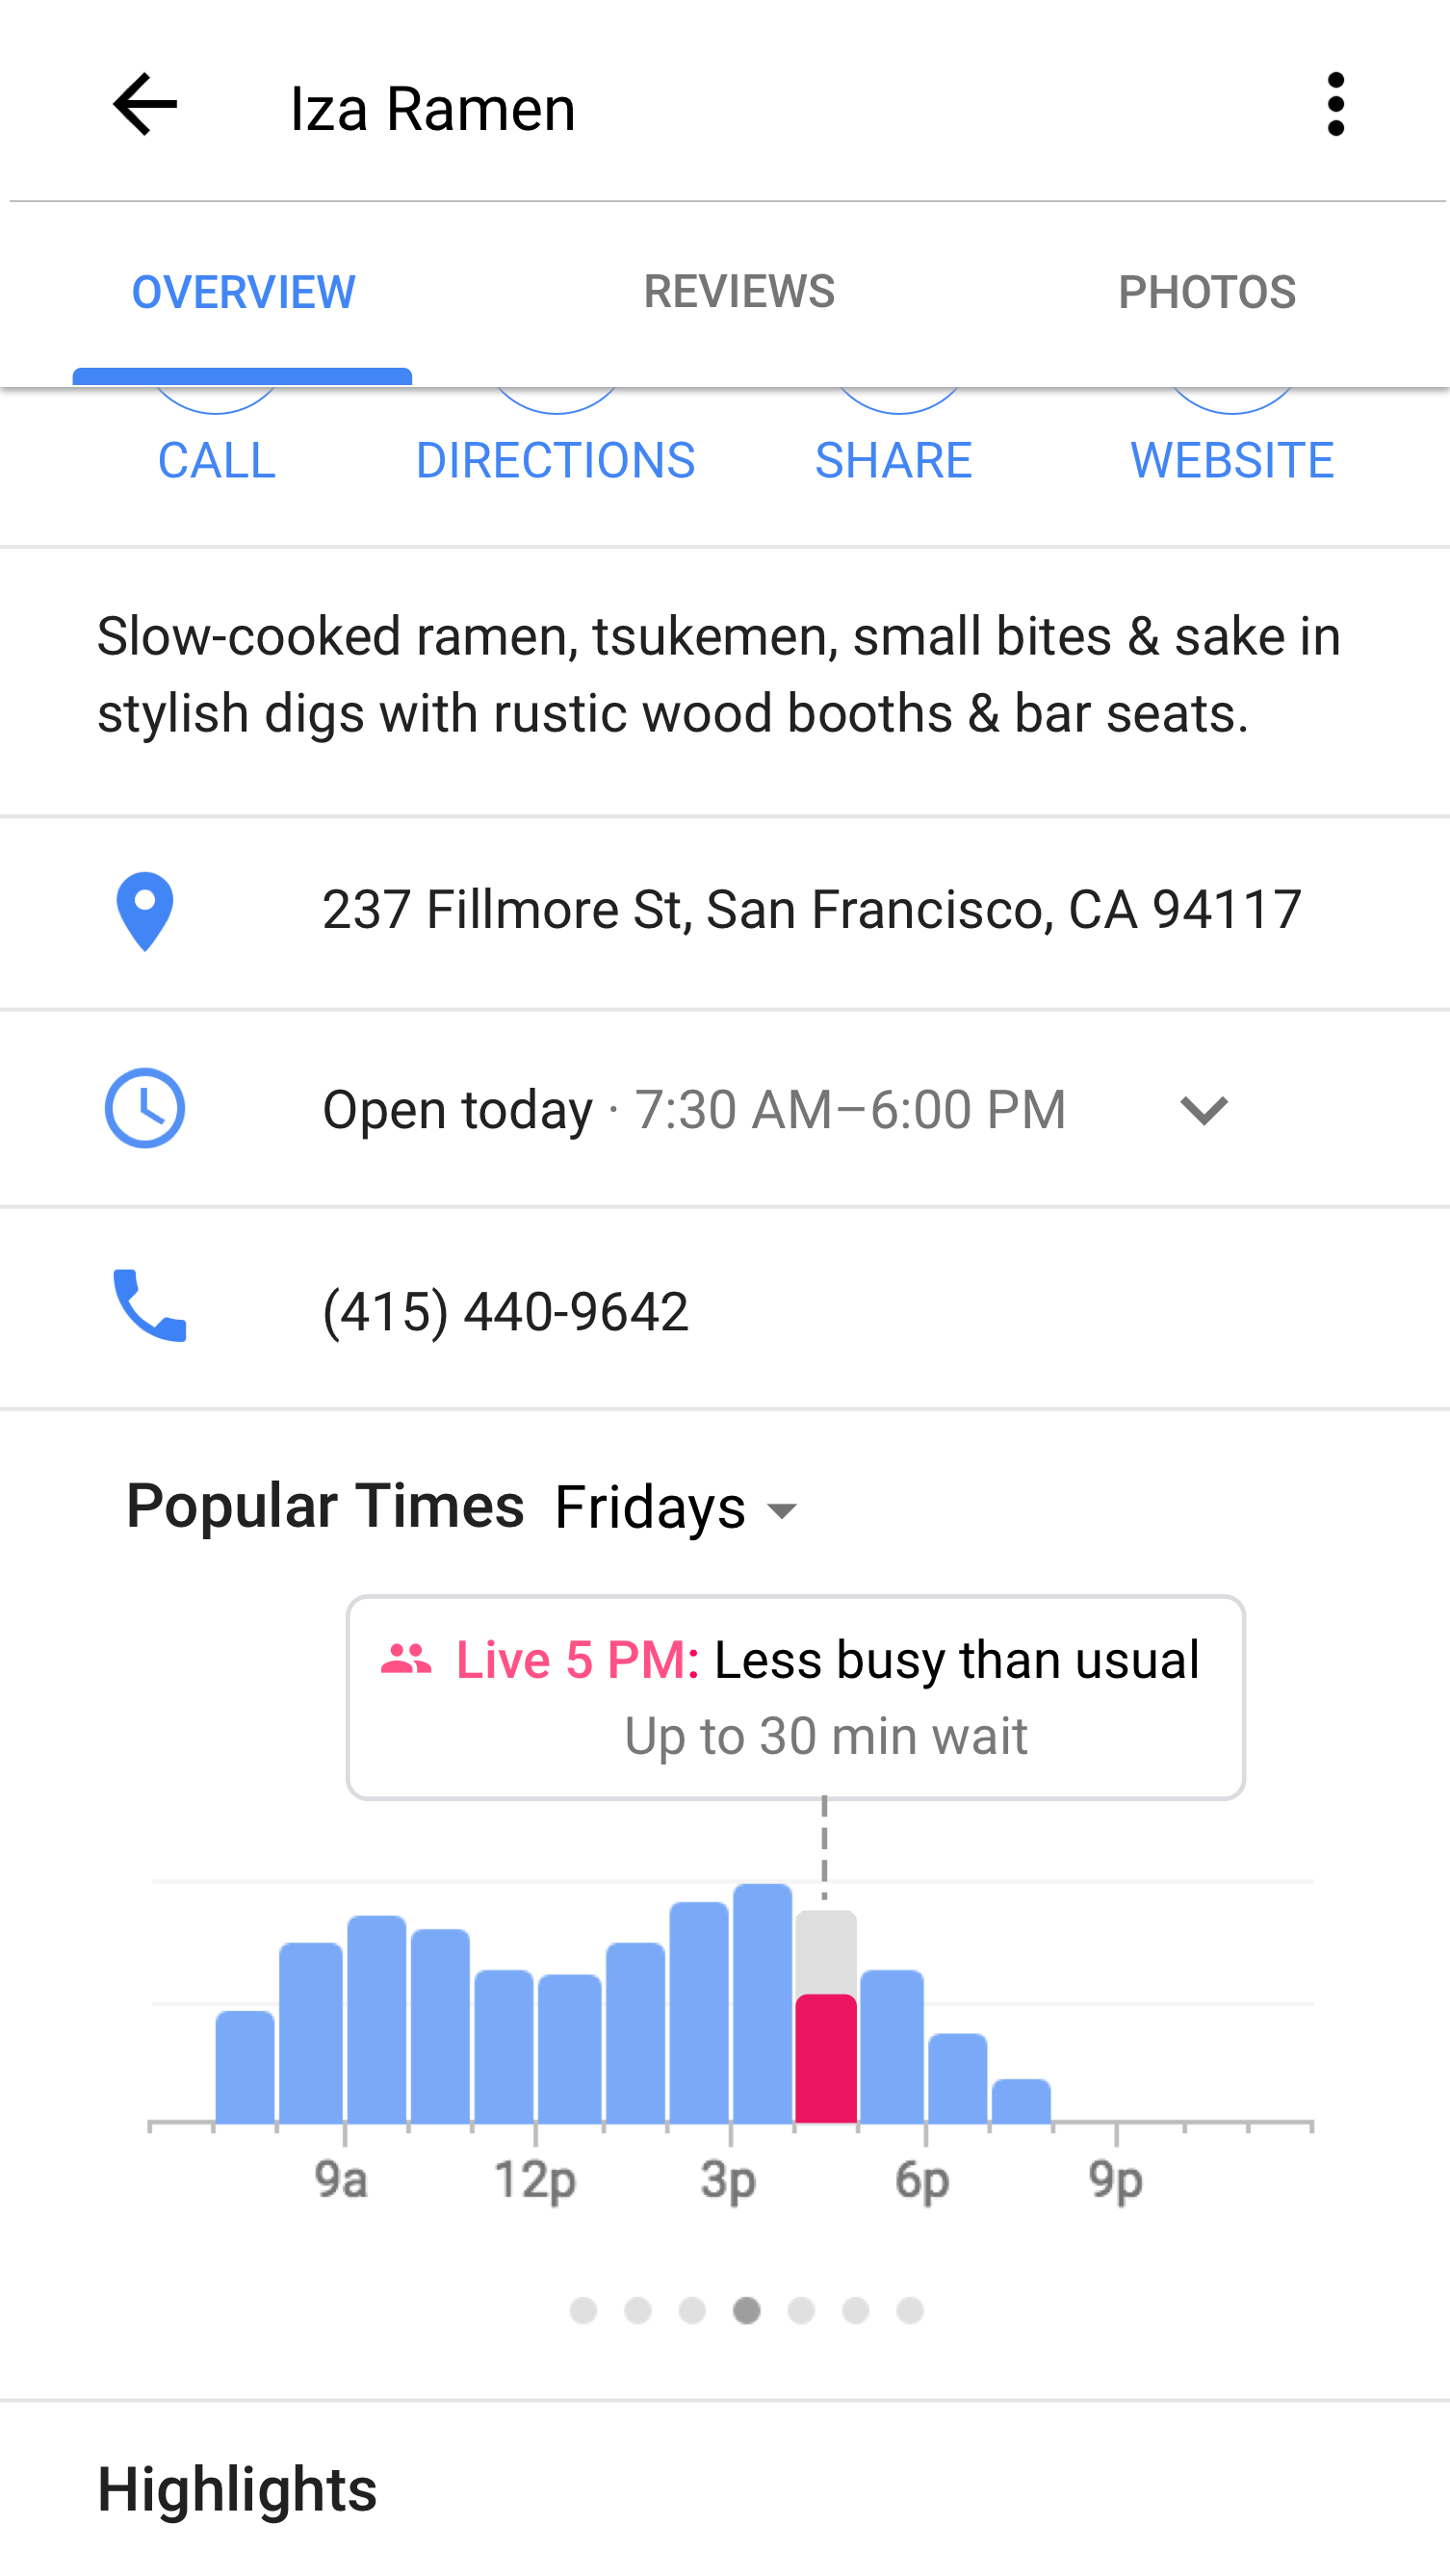 Iza Ramen
OVERVIEW REVIEWS PHOTOS
CALL DIRECTIONS SHARE WEBSITE
Slow-cooked ramen, tsukemen, small bites & sake in
stylish digs with rustic wood booths & bar seats.
237 Fillmore St, San Francisco, CA 94117
Open today · 7:30 AM–6:00 PM
(415) 440-9642
Popular Times Fridays
Live 5 PM: Less busy than usual
Up to 30 min wait
9a 12p 3p 6p 9p
Highlights